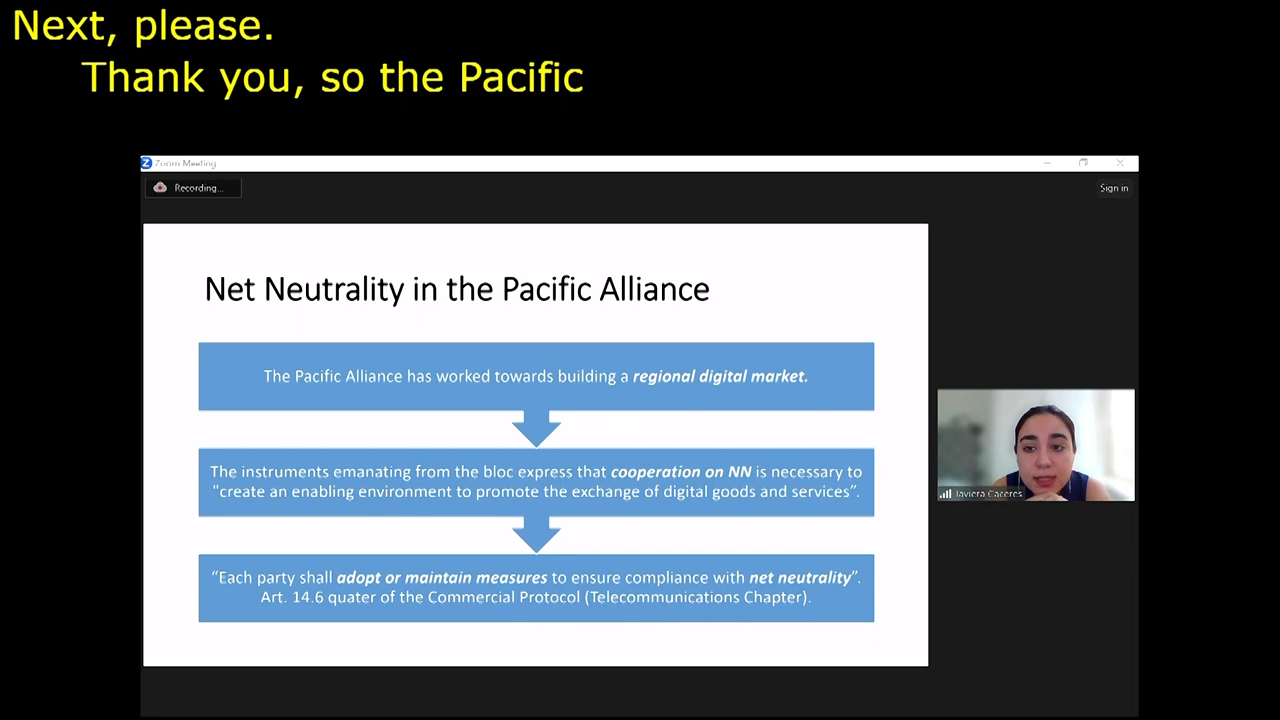 Next, please.
Thank you, so the Pacific
Zoom Meeting
Recording...
Sign in
Net Neutrality in the Pacific Alliance
The Pacific Alliance has worked towards building a regional digital market.
The instruments emanating from the bloc express that cooperation on NN is necessary to
"create an enabling environment to promote the exchange of digital goods and services”.
“Each party shall adopt or maintain measures to ensure compliance with net neutrality”.
Art. 14.6 quater of the Commercial Protocol (Telecommunications Chapter).
Javiera Caceres